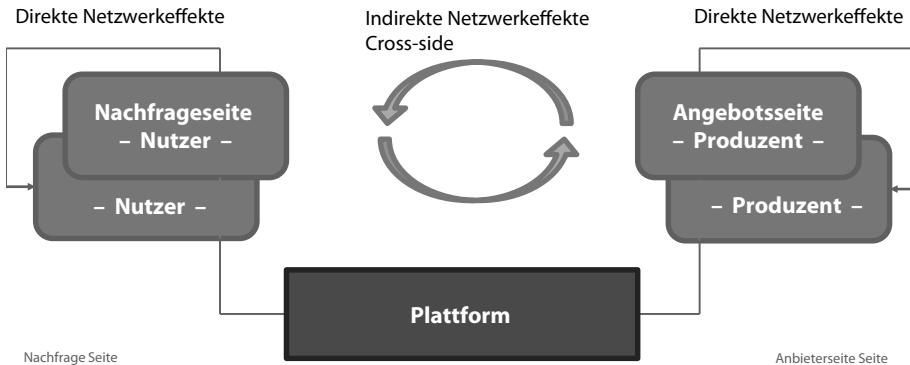 Direkte Netzwerkeffekte
Indirekte Netzwerkeffekte
Cross-side
Direkte Netzwerkeffekte
Nachfrageseite
– Nutzer –
– Nutzer –
Angebotsseite
– Produzent –
– Produzent –
Plattform
Nachfrage Seite
Anbieterseite Seite